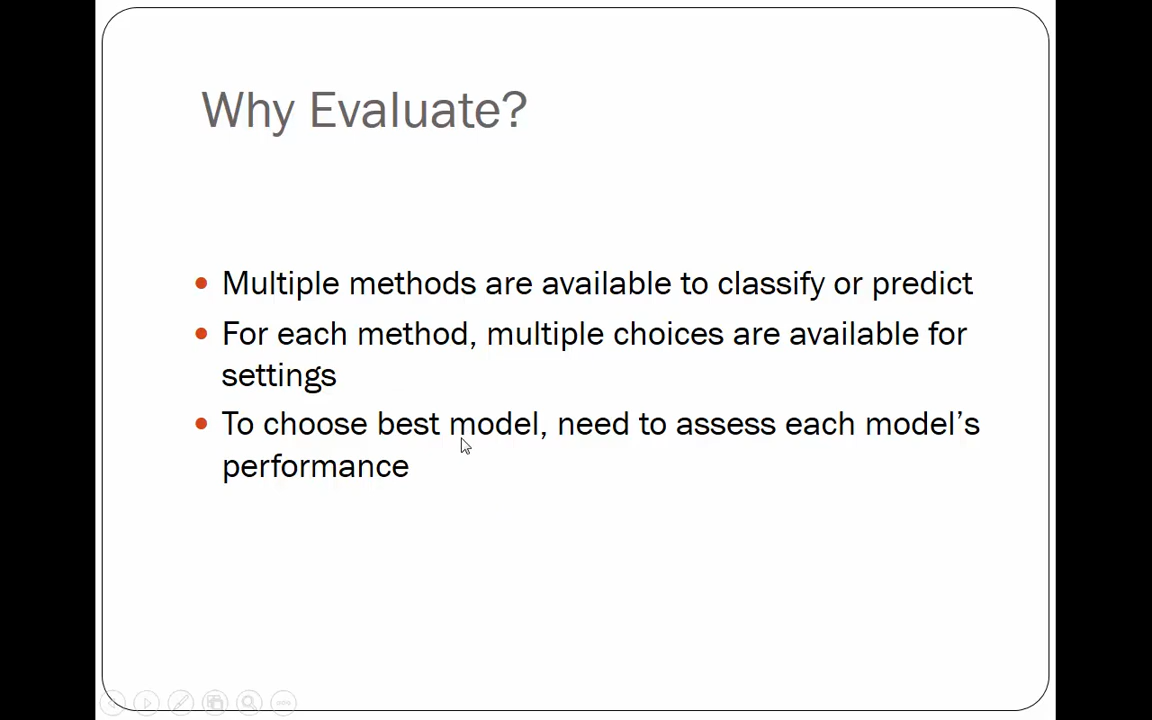 Why Evaluate?
Multiple methods are available to classify or predict
For each method, multiple choices are available for
settings
To choose best model, need to assess each model’s
performance